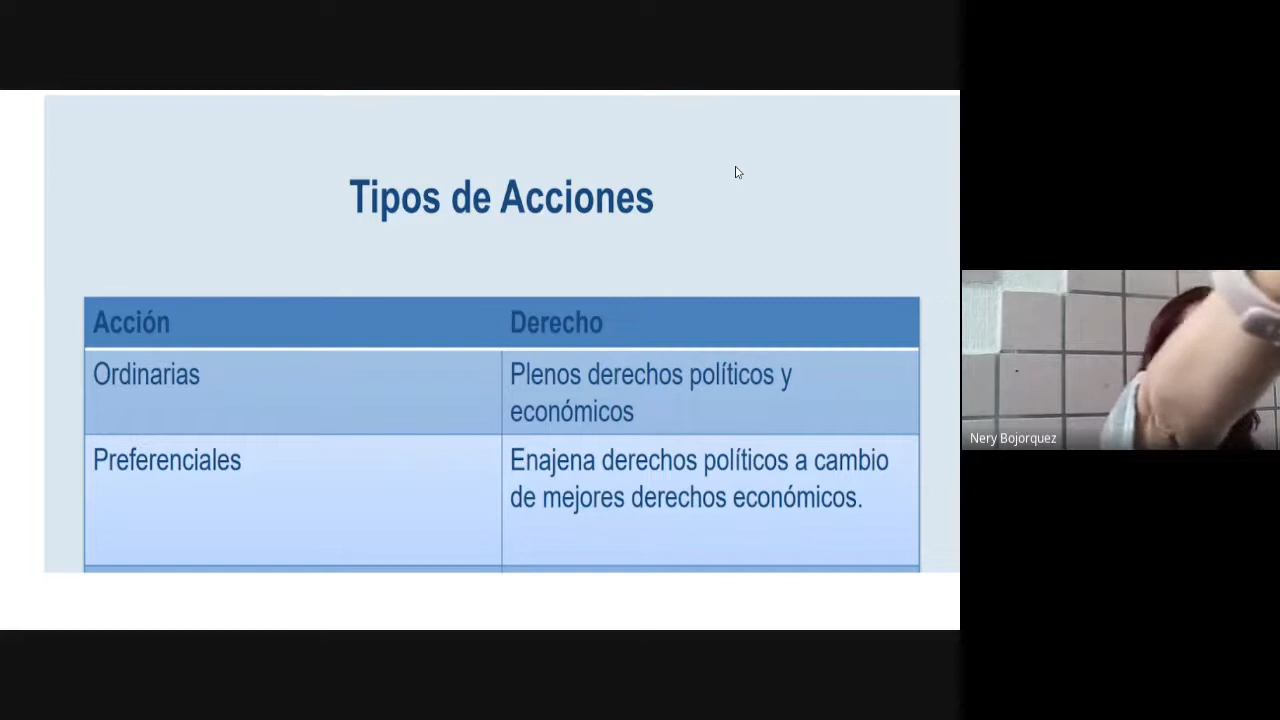 Tipos de Acciones
Acción
Derecho
Ordinarias
Plenos derechos políticos y
económicos
Preferenciales
Enajena derechos políticos a cambio
de mejores derechos económicos.
Nery Bojorquez